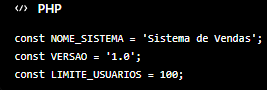 </> PHP
const NOME_SISTEMA = 'Sistema de Vendas';
const VERSAO = '1.0';
const LIMITE_USUARIOS = 100;